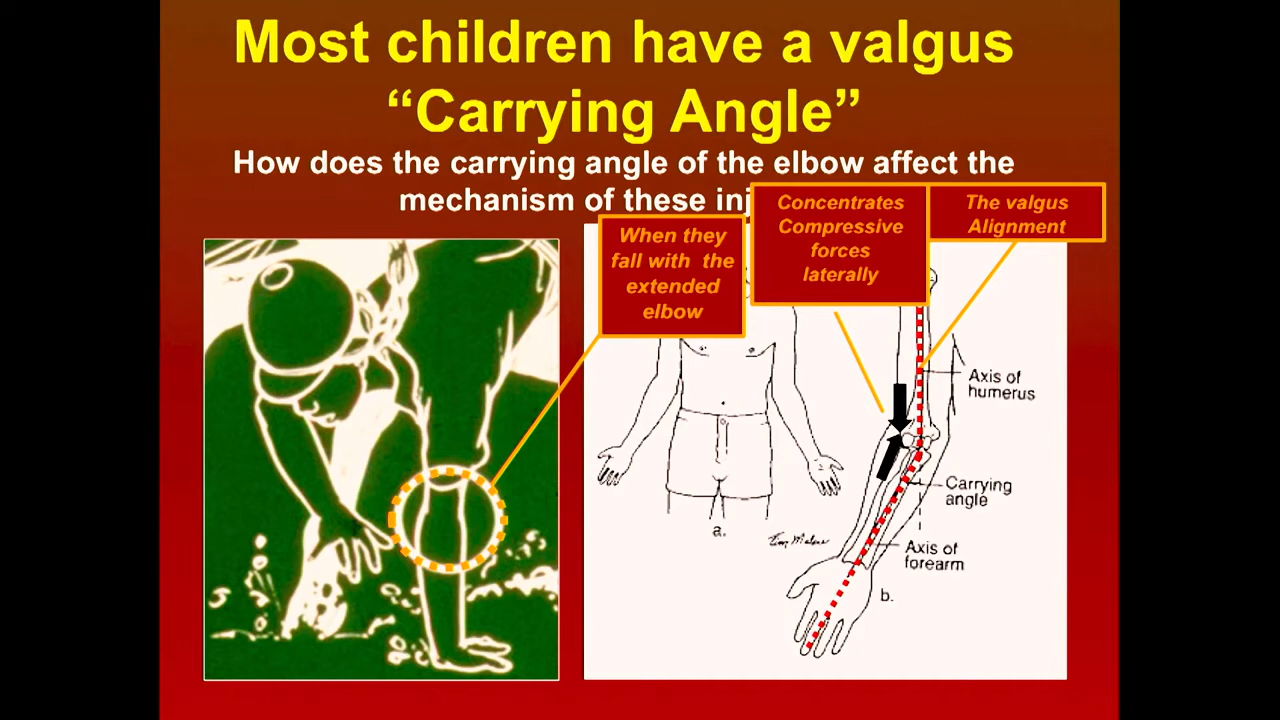 Most children have a valgus
“Carrying Angle”
How does the carrying angle of the elbow affect the
mechanism of these inj
Concentrates
Compressive
forces
laterally
The valgus
Alignment
When they
fall with the
extended
elbow
Axis of
humerus
Carrying
angle
Axis of
forearm
a.
b.